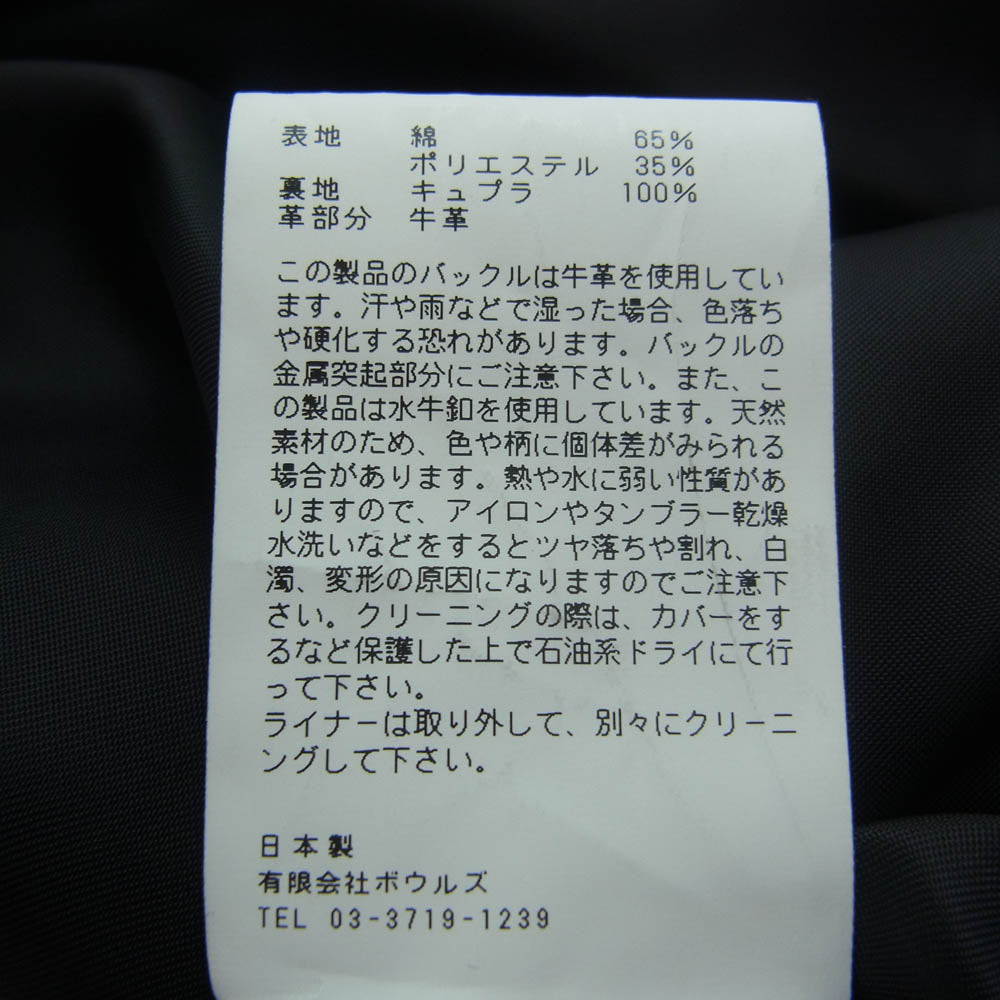 表地 綿 65%
ポリエステル 35%
裏地 キュプラ 100%
革部分 牛革
この製品のバックルは牛革を使用してい
ます。汗や雨などで湿った場合、色落ち
や硬化する恐れがあります。バックルの
金属突起部分にご注意下さい。また、こ
の製品は水牛釦を使用しています。天然
素材のため、色や柄に個体差がみられる
場合があります。熱や水に弱い性質があ
りますので、アイロンやタンブラー乾燥
水洗いなどをするとツヤ落ちや割れ、白
濁、変形の原因になりますのでご注意下
さい。クリーニングの際は、カバーをす
るなど保護した上で石油系ドライにて行
って下さい。
ライナーは取り外して、別々にクリーニ
ングして下さい。
日本製
有限会社ボウルズ
TEL 03-3719-1239